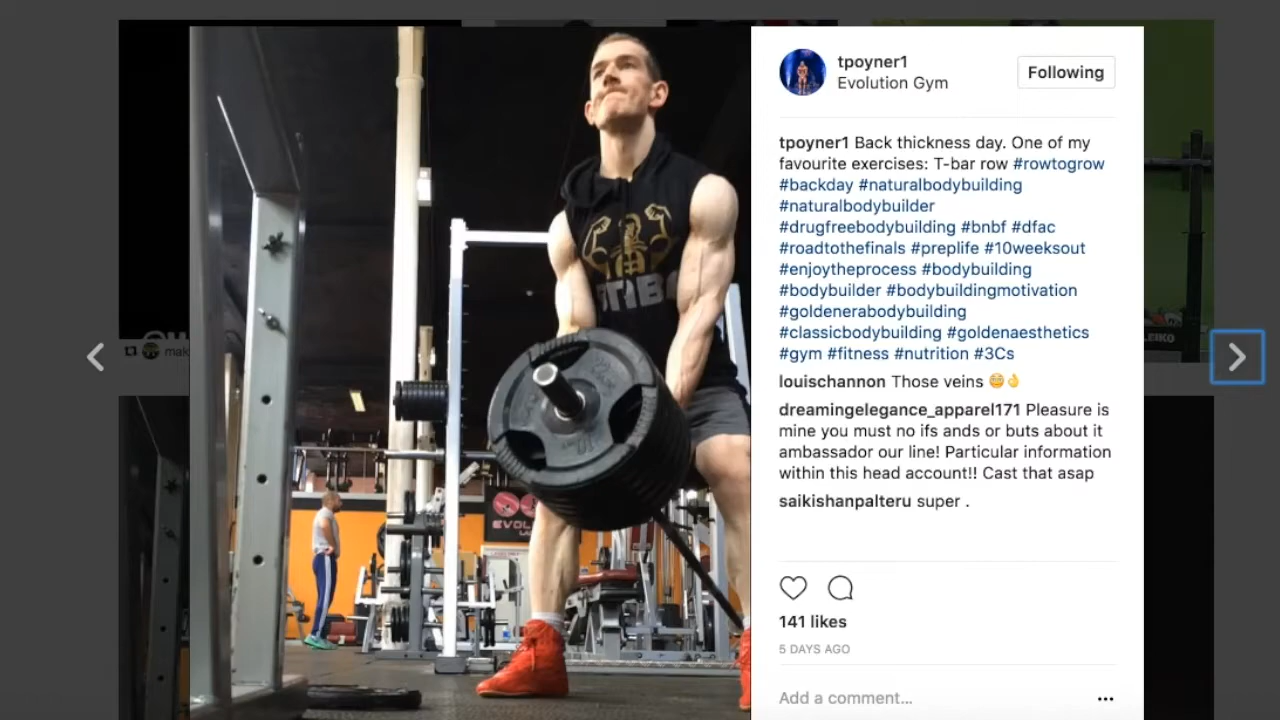 tpoyner1
Evolution Gym
Following
tpoyner1 Back thickness day. One of my
favourite exercises: T-bar row #rowtogrow
#backday #naturalbodybuilding
#naturalbodybuilder
#drugfreebodybuilding #bnbf #dfac
#roadtothefinals #preplife #10weeksout
#enjoytheprocess #bodybuilding
#bodybuilder #bodybuildingmotivation
#goldenerabodybuilding
#classicbodybuilding #goldenaesthetics
#gym #fitness #nutrition #3Cs
louischannon Those veins 😳👌
dreamingelegance_apparel171 Pleasure is
mine you must no ifs ands or buts about it
ambassador our line! Particular information
within this head account!! Cast that asap
saikishanpalteru super .
141 likes
5 DAYS AGO
Add a comment…
mak
EVOL
LEIKO